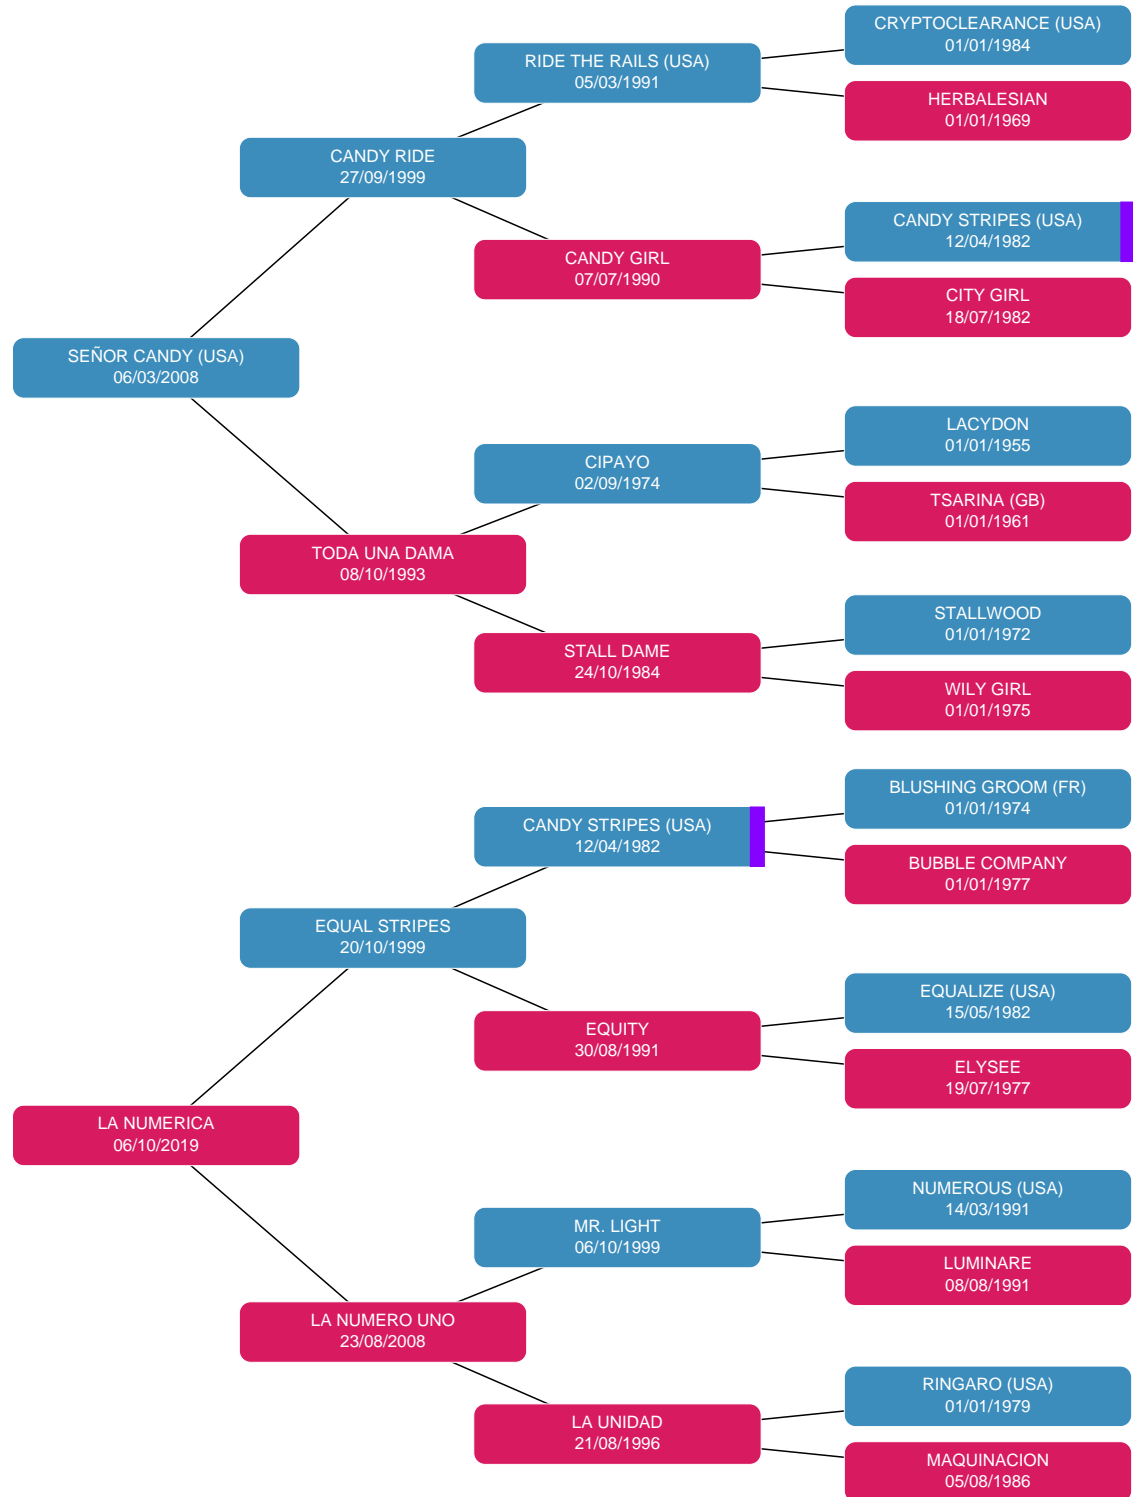 CRYPTOCLEARANCE (USA)
01/01/1984
RIDE THE RAILS (USA)
05/03/1991
HERBALESIAN
01/01/1969
CANDY RIDE
27/09/1999
CANDY STRIPES (USA)
12/04/1982
CANDY GIRL
07/07/1990
CITY GIRL
18/07/1982
SEÑOR CANDY (USA)
06/03/2008
LACYDON
01/01/1955
CIPAYO
02/09/1974
TSARINA (GB)
01/01/1961
TODA UNA DAMA
08/10/1993
STALLWOOD
01/01/1972
STALL DAME
24/10/1984
WILY GIRL
01/01/1975
BLUSHING GROOM (FR)
01/01/1974
CANDY STRIPES (USA)
12/04/1982
BUBBLE COMPANY
01/01/1977
EQUAL STRIPES
20/10/1999
EQUALIZE (USA)
15/05/1982
EQUITY
30/08/1991
ELYSEE
19/07/1977
LA NUMERICA
06/10/2019
NUMEROUS (USA)
14/03/1991
MR. LIGHT
06/10/1999
LUMINARE
08/08/1991
LA NUMERO UNO
23/08/2008
RINGARO (USA)
01/01/1979
LA UNIDAD
21/08/1996
MAQUINACION
05/08/1986